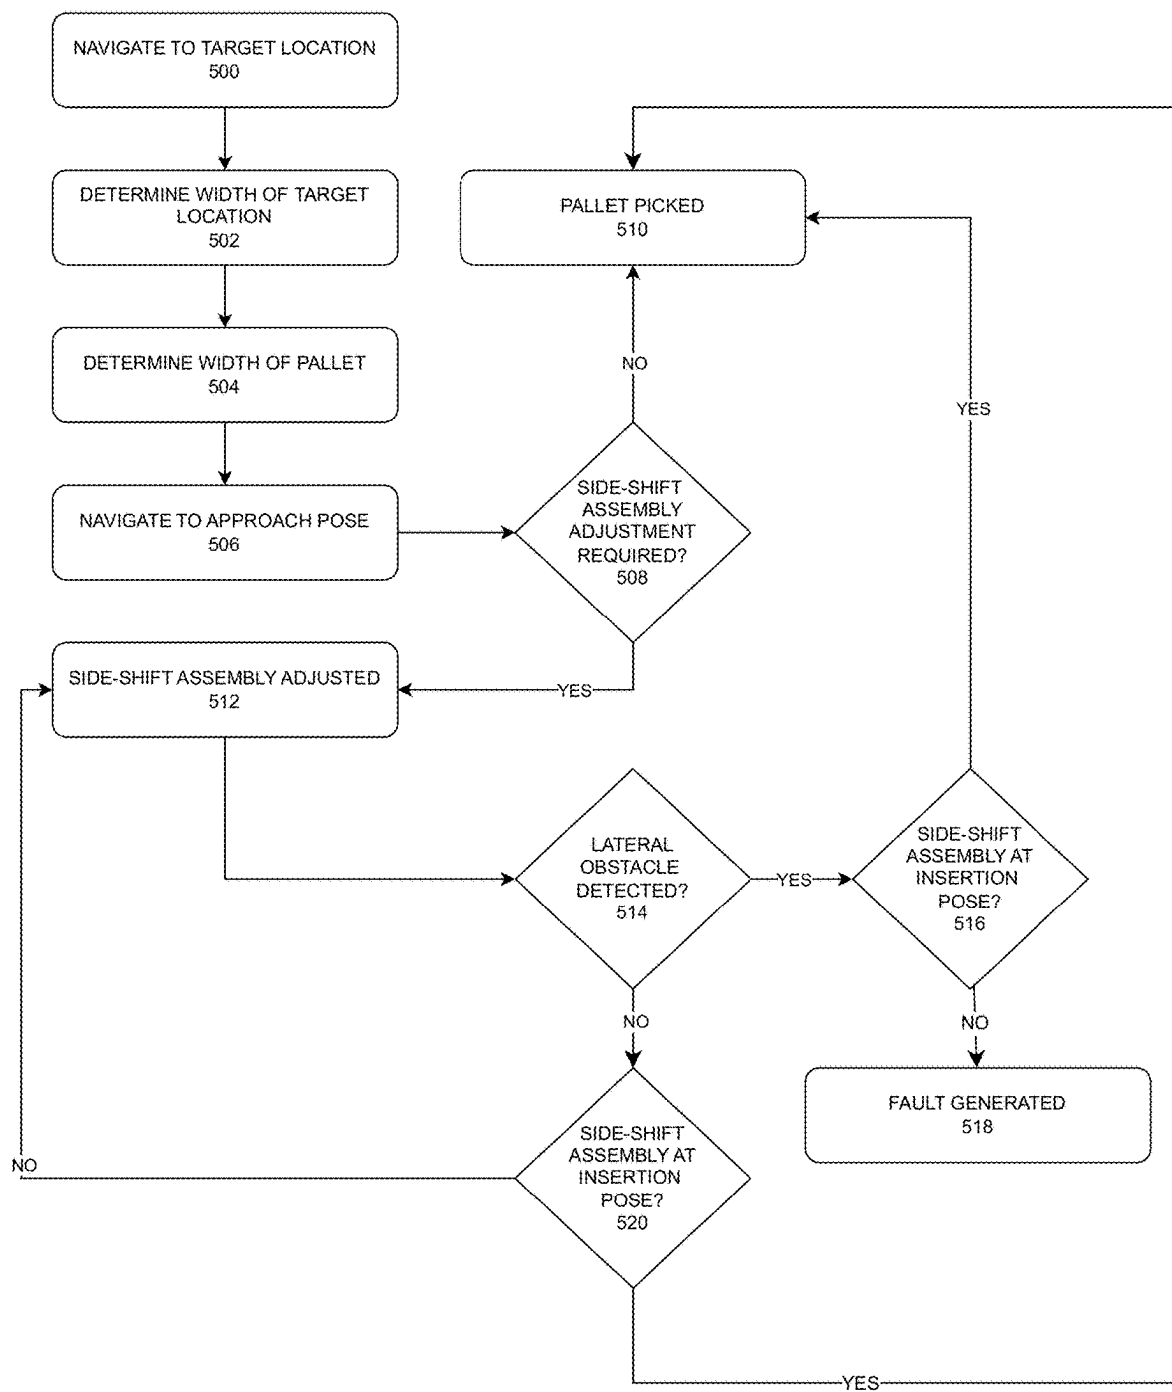 NAVIGATE TO TARGET LOCATION
500
DETERMINE WIDTH OF TARGET
LOCATION
502
PALLET PICKED
510
DETERMINE WIDTH OF PALLET
504
NO
YES
NAVIGATE TO APPROACH POSE
506
SIDE-SHIFT
ASSEMBLY
ADJUSTMENT
REQUIRED?
508
SIDE-SHIFT ASSEMBLY ADJUSTED
512
YES
LATERAL
OBSTACLE
DETECTED?
514
YES
SIDE-SHIFT
ASSEMBLY AT
INSERTION
POSE?
516
NO
NO
FAULT GENERATED
518
SIDE-SHIFT
ASSEMBLY AT
INSERTION
POSE?
520
NO
YES